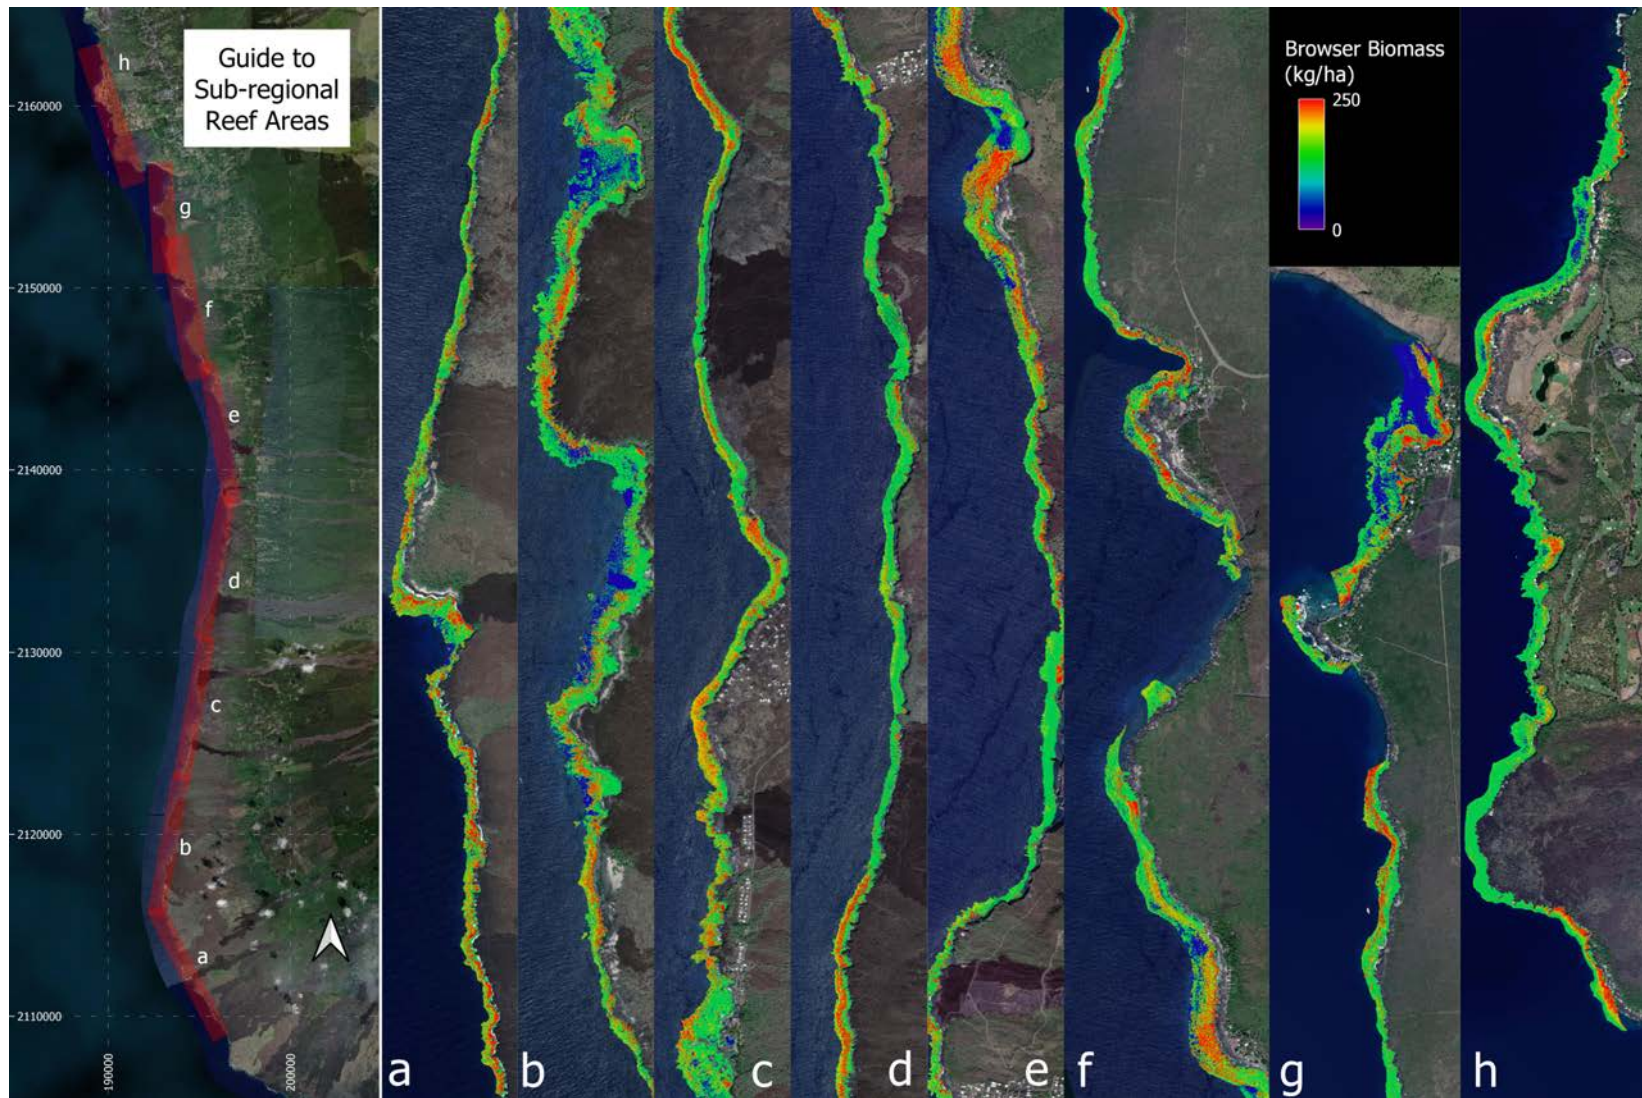 Guide to
Sub-regional
Reef Areas
h
g
f
e
d
c
b
a
2160000
2150000
2140000
2130000
2120000
2110000
190000
200000
Browser Biomass
(kg/ha)
250
0
a
b
c
d
e
f
g
h